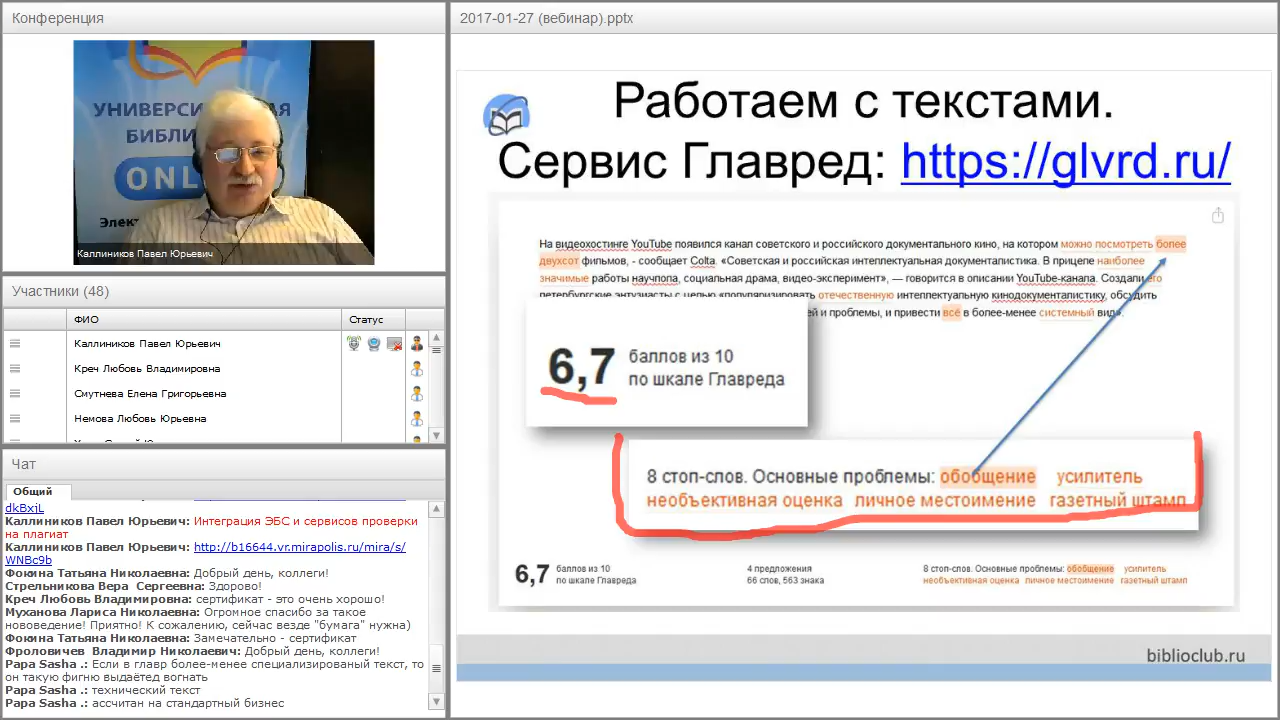 Конференция
УНИВЕРСИ НАЯ
БИБЛИ
ONL
Элект
Каллиников Павел Юрьевич
Участники (48)
ФИО
Статус
Каллиников Павел Юрьевич
Креч Любовь Владимировна
Смутнева Елена Григорьевна
Немова Любовь Юрьевна
Чат
Общий
dkBxjL
Каллиников Павел Юрьевич: Интеграция ЭБС и сервисов проверки
на плагиат
Каллиников Павел Юрьевич: http://b16644.vr.mirapolis.ru/mira/s/
WNBc9b
Фокина Татьяна Николаевна: Добрый день, коллеги!
Стрелникова Вера Сергеевна: Здорово!
Креч Любовь Владимировна: сертификат - это очень хорошо!
Муханова Лариса Николаевна: Огромное спасибо за такое
нововедение! Приятно! К сожалению, сейчас везде "бумага" нужна)
Фокина Татьяна Николаевна: Замечательно - сертификат
Фроловичев Владимир Николаевич: Добрый день, коллеги!
Papa Sasha .: Если в главр более-менее специализированый текст, то
он такую фигню выдаётед вогнать
Papa Sasha .: технический текст
Papa Sasha .: ассчитан на стандартный бизнес
2017-01-27 (вебинар).pptx
Работаем с текстами.
Сервис Главред: https://glvrd.ru/
На видеохостинге YouTube появился канал советского и российского документального кино, на котором можно посмотреть более
двухсот фильмов, - сообщает Colta. «Советская и российская интеллектуальная документалистика. В прицеле наиболее
значимые работы научпопа, социальная драма, видео-эксперимент», — говорится в описании YouTube-канала. Создали его
петербургские энтузиасты с целью «популяризировать отечественную интеллектуальную кинодокументалистику, обсудить
ей и проблемы, и привести всё в более-менее системный вид».
6,7
баллов из 10
по шкале Главреда
8 стоп-слов. Основные проблемы: обобщение усилитель
необъективная оценка личное местоимение газетный штамп
6,7
баллов из 10
по шкале Главреда
4 предложения
66 слов, 563 знака
8 стоп-слов. Основные проблемы: обобщение усилитель
необъективная оценка личное местоимение газетный штамп
biblioclub.ru